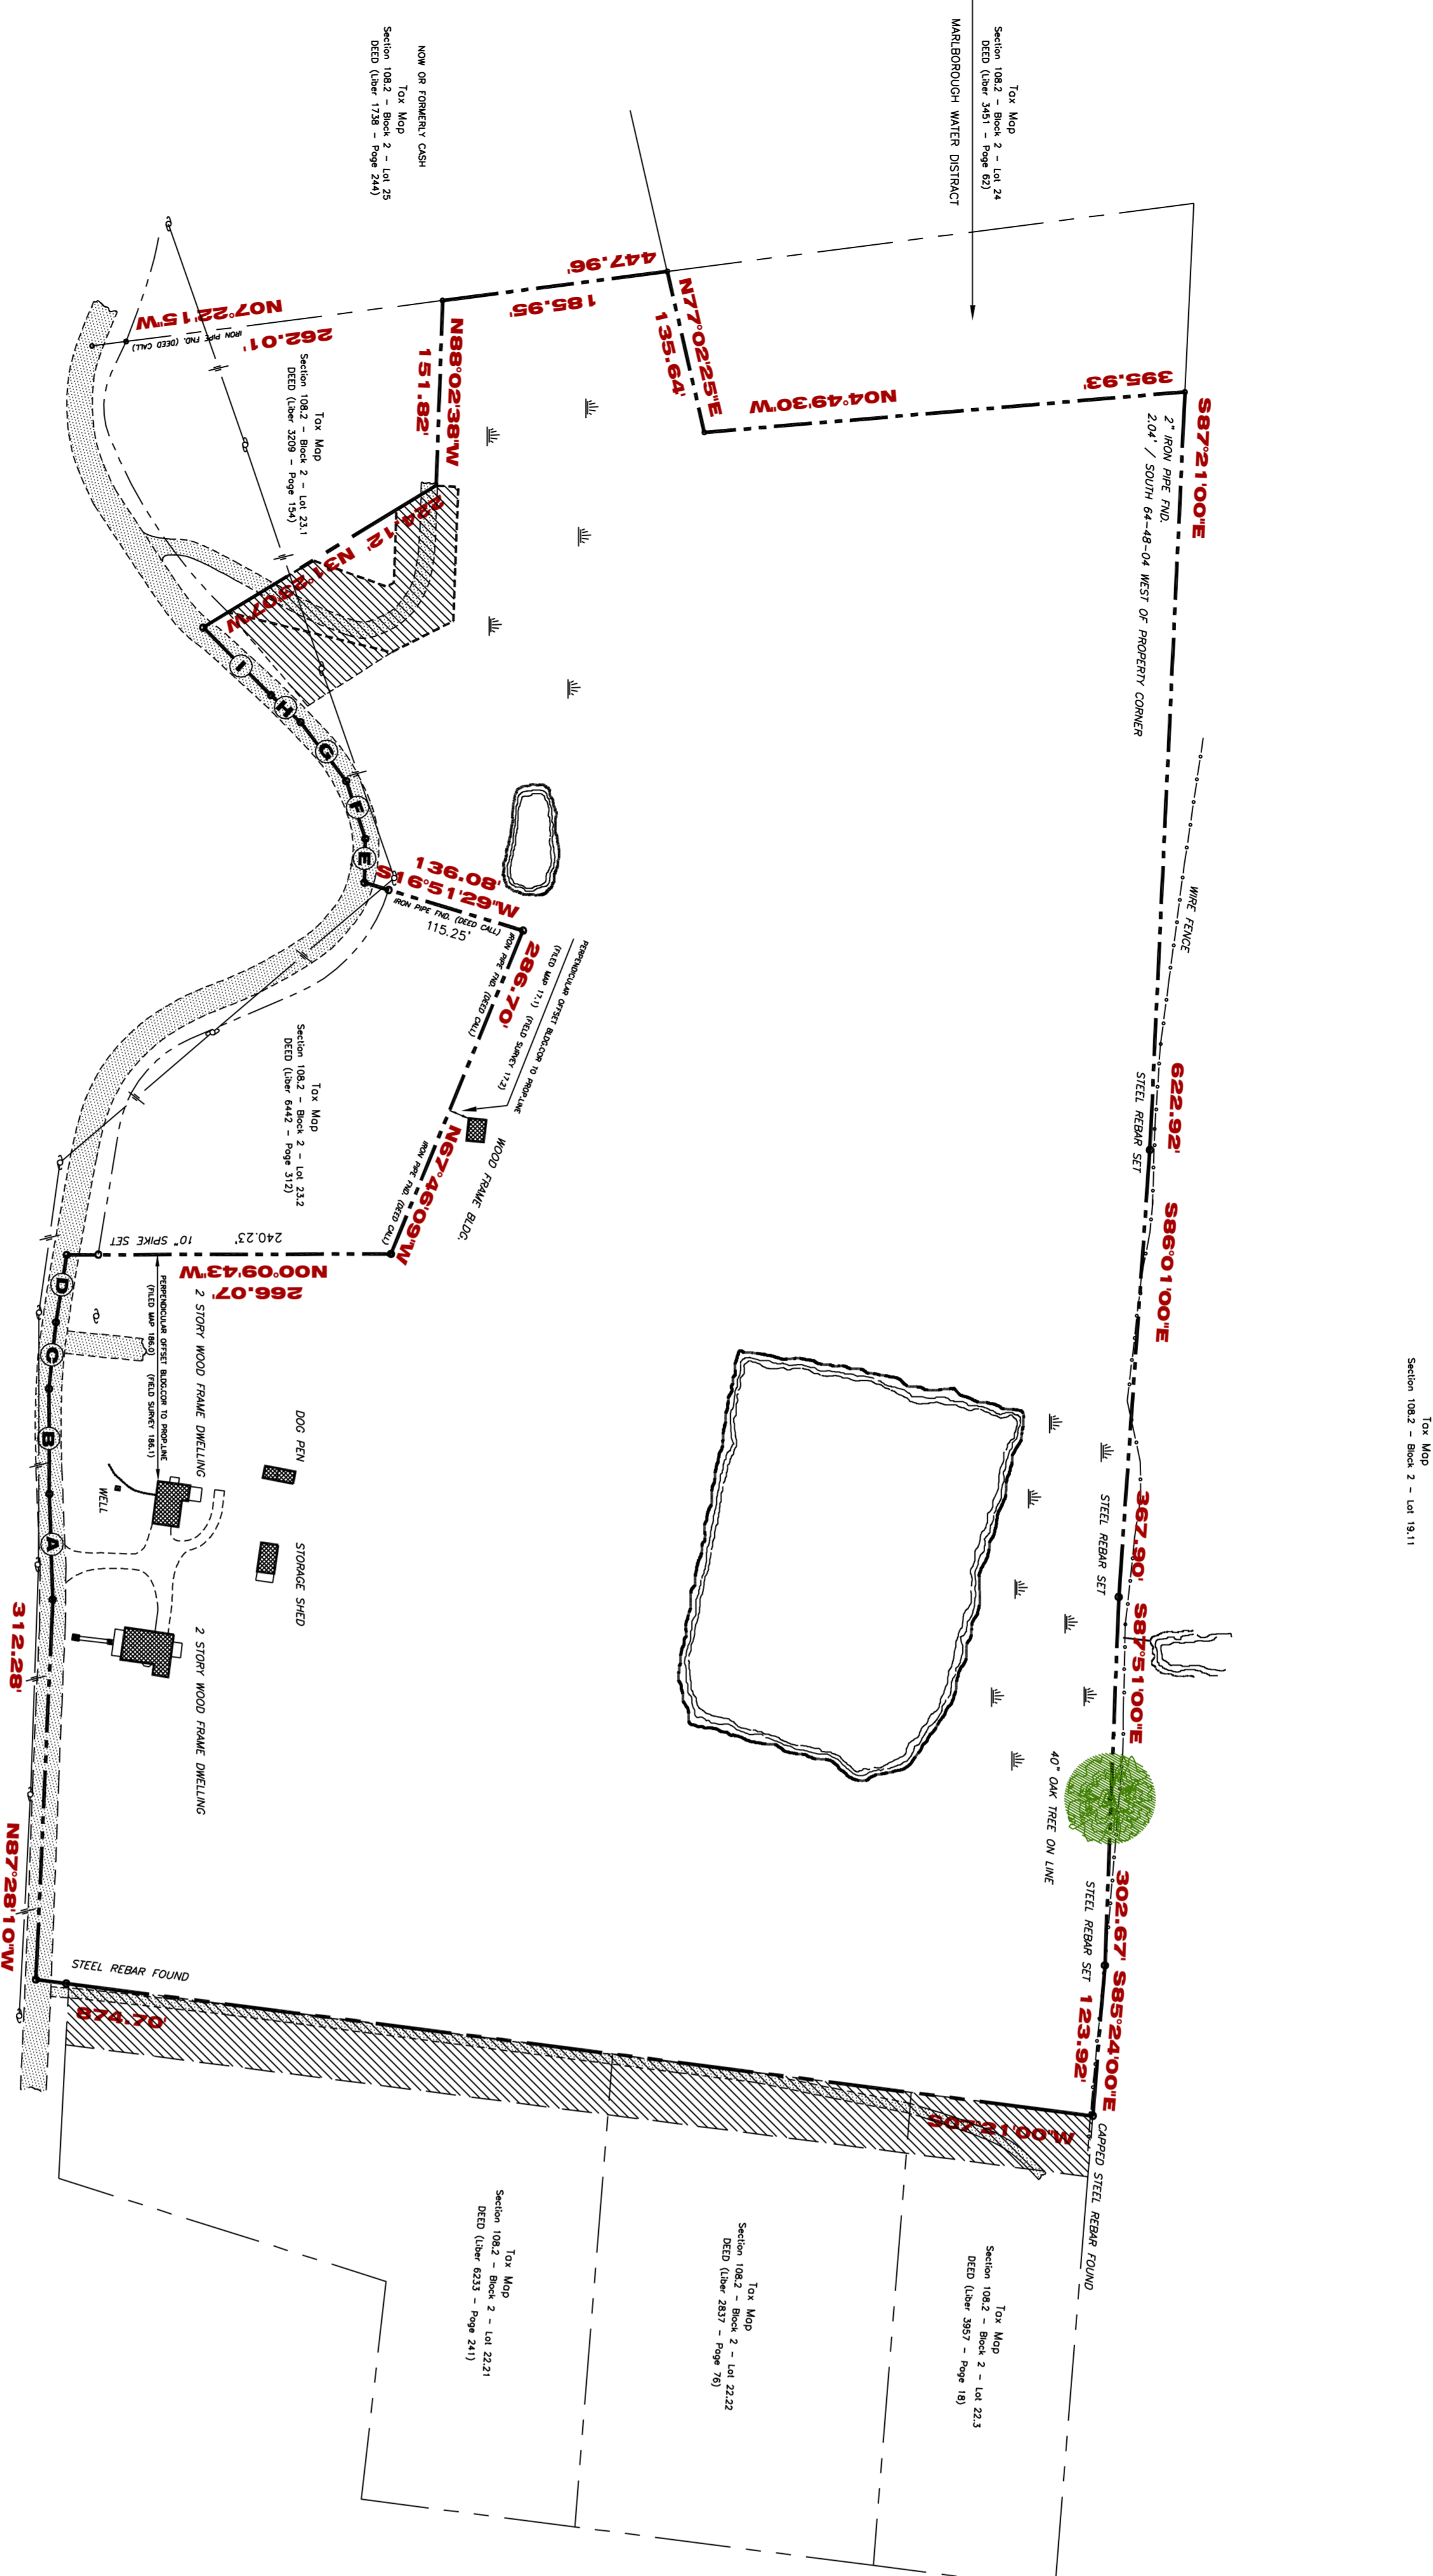 Tax Map
Section 108.2 - Block 2 - Lot 19.11
Tax Map
Section 108.2 - Block 2 - Lot 24
DEED (Liber 3451 - Page 62)
MARLBOROUGH WATER DISTRACT
NOW OR FORMERLY CASH
Tax Map
Section 108.2 - Block 2 - Lot 25
DEED (Liber 1738 - Page 244)
S87°21'00"E
2" IRON PIPE FND.
2.04' / SOUTH 64-48-04 WEST OF PROPERTY CORNER
WIRE FENCE
622.92'
STEEL REBAR SET
S86°01'00"E
367.90'
STEEL REBAR SET
S87°51'00"E
40" OAK TREE ON LINE
302.67'
STEEL REBAR SET
S85°24'00"E
123.92'
CAPPED STEEL REBAR FOUND
395.93'
N04°49'30"W
N77°02'25"E
135.64'
447.96'
185.95'
N07°22'15"W
262.01'
IRON PIPE FND. (DEED CALL)
N88°02'38"W
151.82'
Tax Map
Section 108.2 - Block 2 - Lot 23.1
DEED (Liber 3209 - Page 154)
224.12'
N31°23'07"W
I
H
G
F
E
136.08'
S16°51'29"W
IRON PIPE FND. (DEED CALL)
115.25'
286.70'
IRON PIPE FND. (DEED CALL)
PERPENDICULAR OFFSET BLDG.COR TO PROP.LINE
(FILED MAP 17.1) (FIELD SURVEY 17.2)
WOOD FRAME BLDG.
N67°46'09"W
IRON PIPE FND. (DEED CALL)
Tax Map
Section 108.2 - Block 2 - Lot 23.2
DEED (Liber 6442 - Page 312)
240.23'
10" SPIKE SET
N00°09'43"W
266.07'
PERPENDICULAR OFFSET BLDG.COR TO PROP.LINE
(FILED MAP 186.0) (FIELD SURVEY 186.1)
2 STORY WOOD FRAME DWELLING
DOG PEN
WELL
STORAGE SHED
2 STORY WOOD FRAME DWELLING
D
C
B
A
312.28'
N87°28'10"W
STEEL REBAR FOUND
874.70'
S07°21'00"W
Tax Map
Section 108.2 - Block 2 - Lot 22.3
DEED (Liber 3957 - Page 18)
Tax Map
Section 108.2 - Block 2 - Lot 22.22
DEED (Liber 2837 - Page 76)
Tax Map
Section 108.2 - Block 2 - Lot 22.21
DEED (Liber 6233 - Page 241)